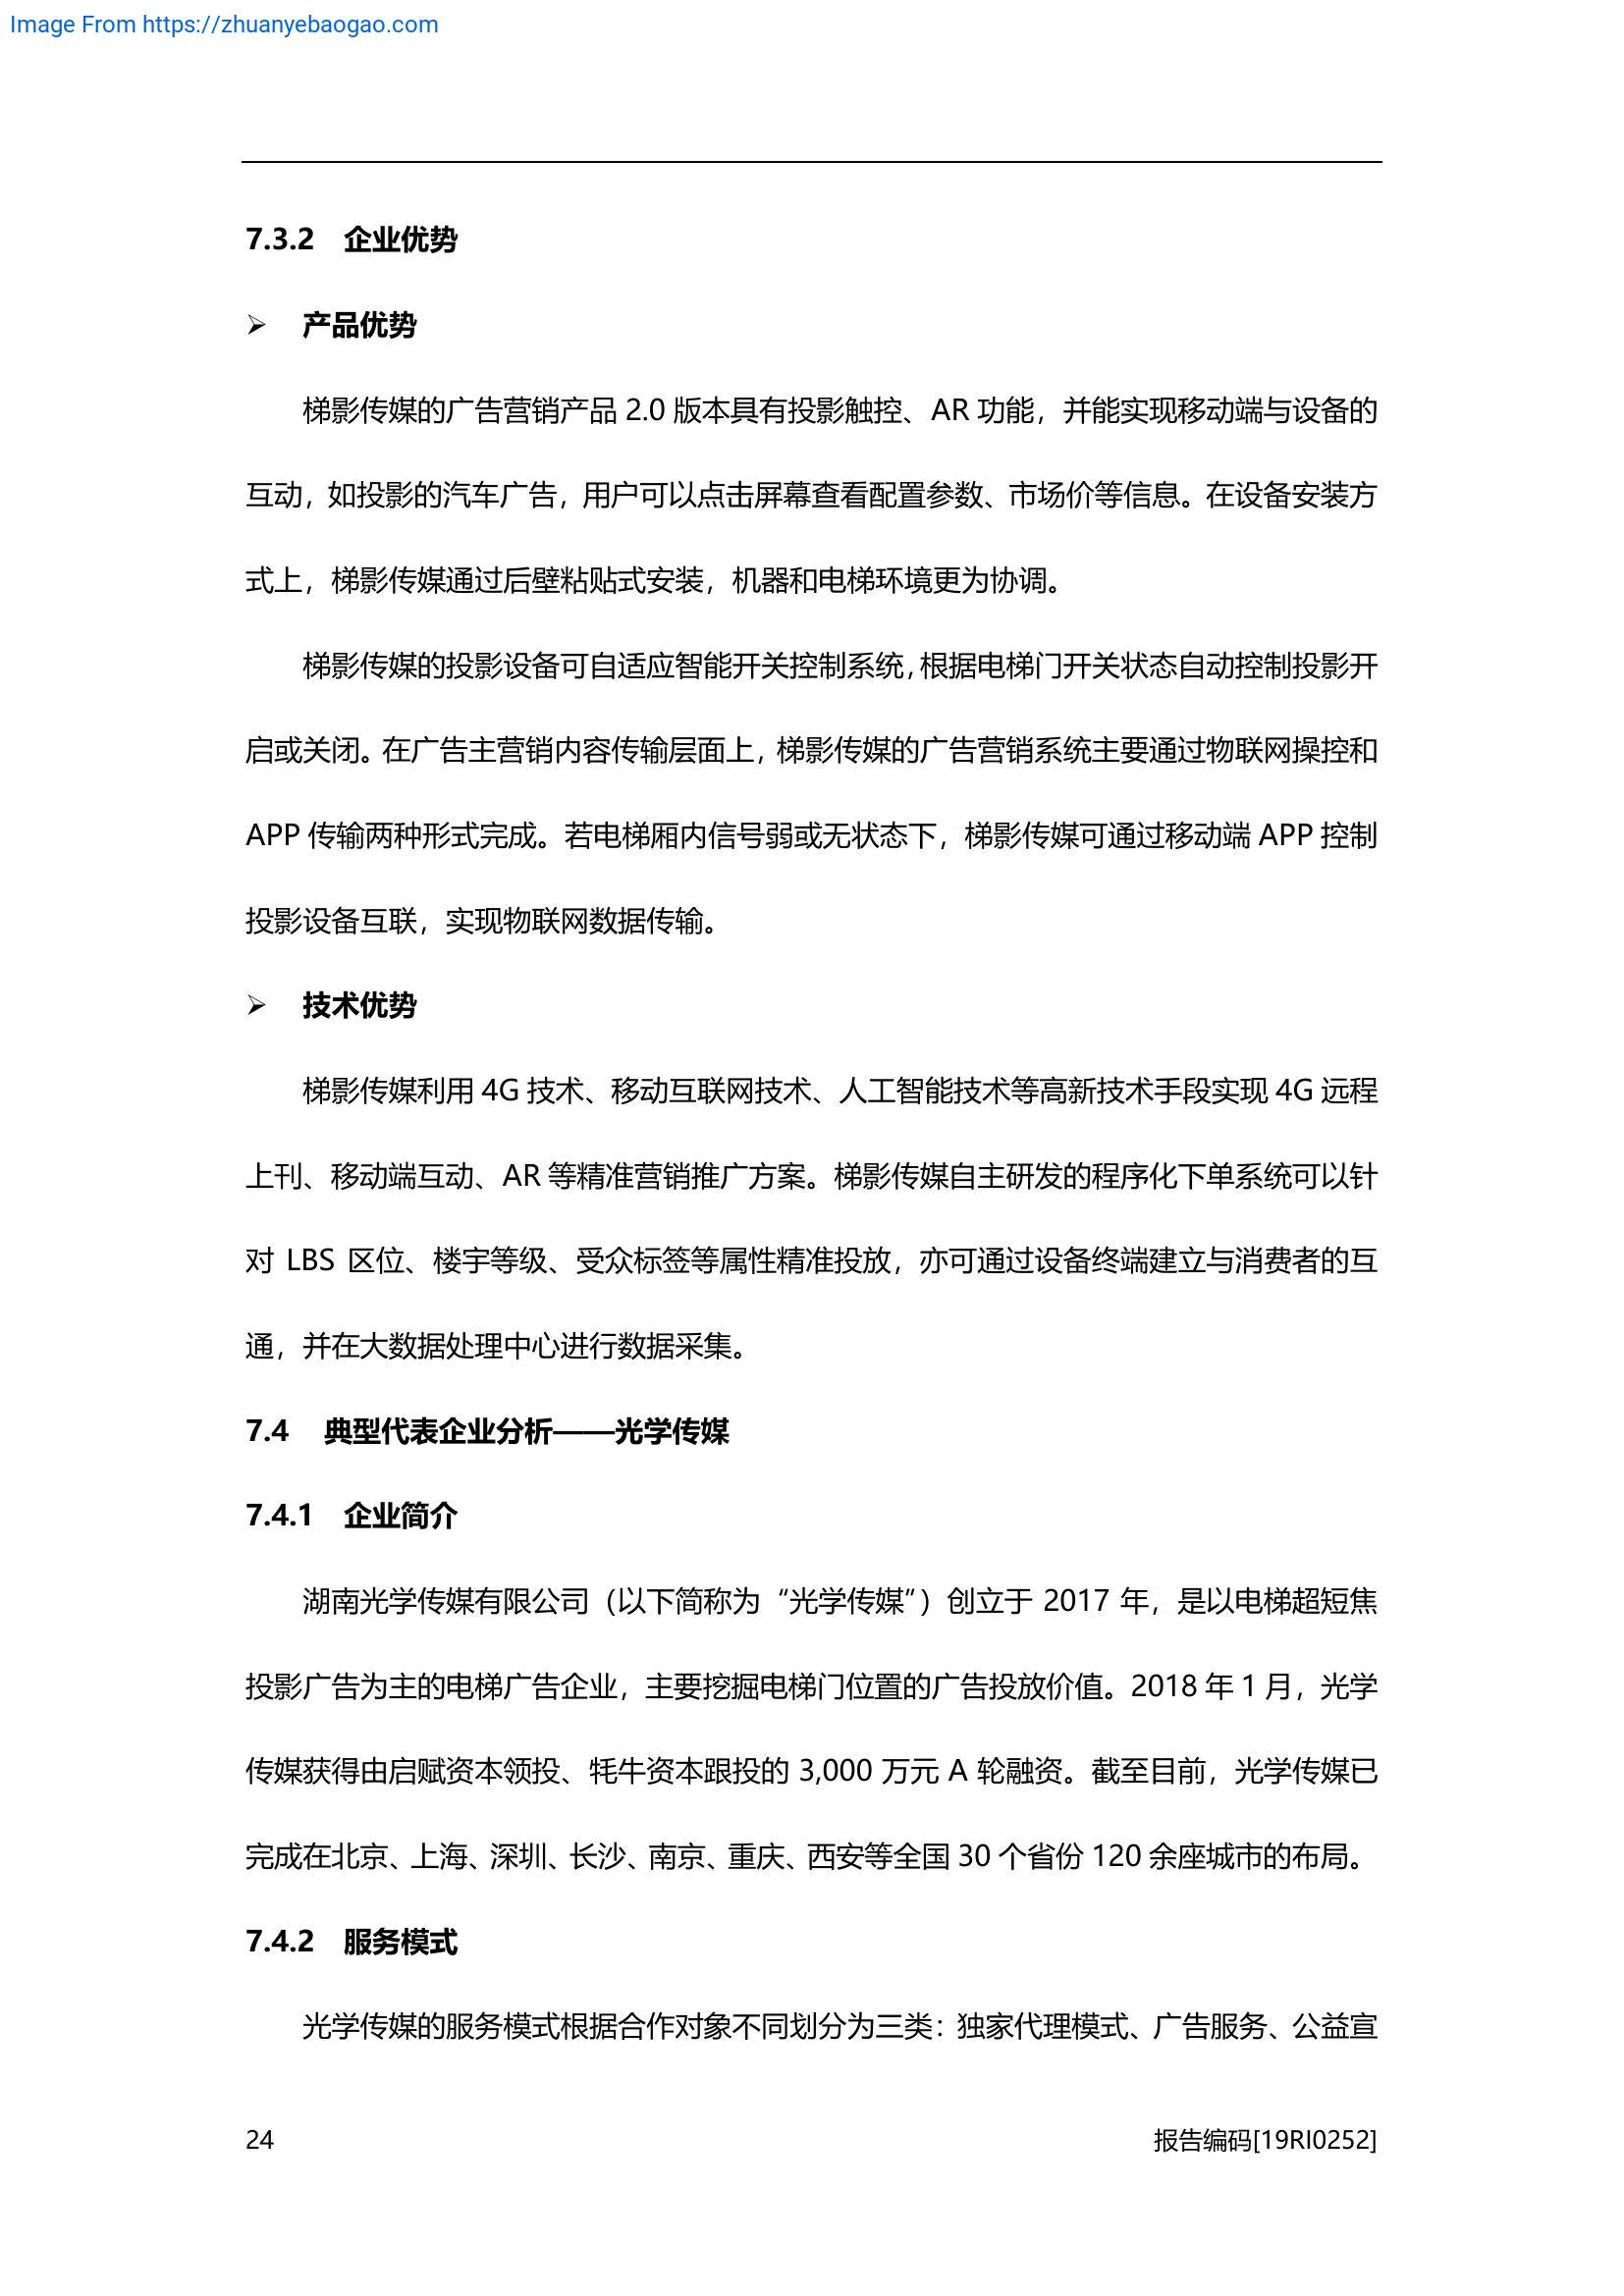 Image From https://zhuanyebaogao.com
7.3.2 企业优势
➢ 产品优势
梯影传媒的广告营销产品 2.0 版本具有投影触控、AR 功能，并能实现移动端与设备的
互动，如投影的汽车广告，用户可以点击屏幕查看配置参数、市场价等信息。在设备安装方
式上，梯影传媒通过后壁粘贴式安装，机器和电梯环境更为协调。
梯影传媒的投影设备可自适应智能开关控制系统，根据电梯门开关状态自动控制投影开
启或关闭。在广告主营销内容传输层面上，梯影传媒的广告营销系统主要通过物联网操控和
APP 传输两种形式完成。若电梯厢内信号弱或无状态下，梯影传媒可通过移动端 APP 控制
投影设备互联，实现物联网数据传输。
➢ 技术优势
梯影传媒利用 4G 技术、移动互联网技术、人工智能技术等高新技术手段实现 4G 远程
上刊、移动端互动、AR 等精准营销推广方案。梯影传媒自主研发的程序化下单系统可以针
对 LBS 区位、楼宇等级、受众标签等属性精准投放，亦可通过设备终端建立与消费者的互
通，并在大数据处理中心进行数据采集。
7.4 典型代表企业分析——光学传媒
7.4.1 企业简介
湖南光学传媒有限公司（以下简称为“光学传媒”）创立于 2017 年，是以电梯超短焦
投影广告为主的电梯广告企业，主要挖掘电梯门位置的广告投放价值。2018 年 1 月，光学
传媒获得由启赋资本领投、牦牛资本跟投的 3,000 万元 A 轮融资。截至目前，光学传媒已
完成在北京、上海、深圳、长沙、南京、重庆、西安等全国 30 个省份 120 余座城市的布局。
7.4.2 服务模式
光学传媒的服务模式根据合作对象不同划分为三类：独家代理模式、广告服务、公益宣
24 报告编码[19RI0252]